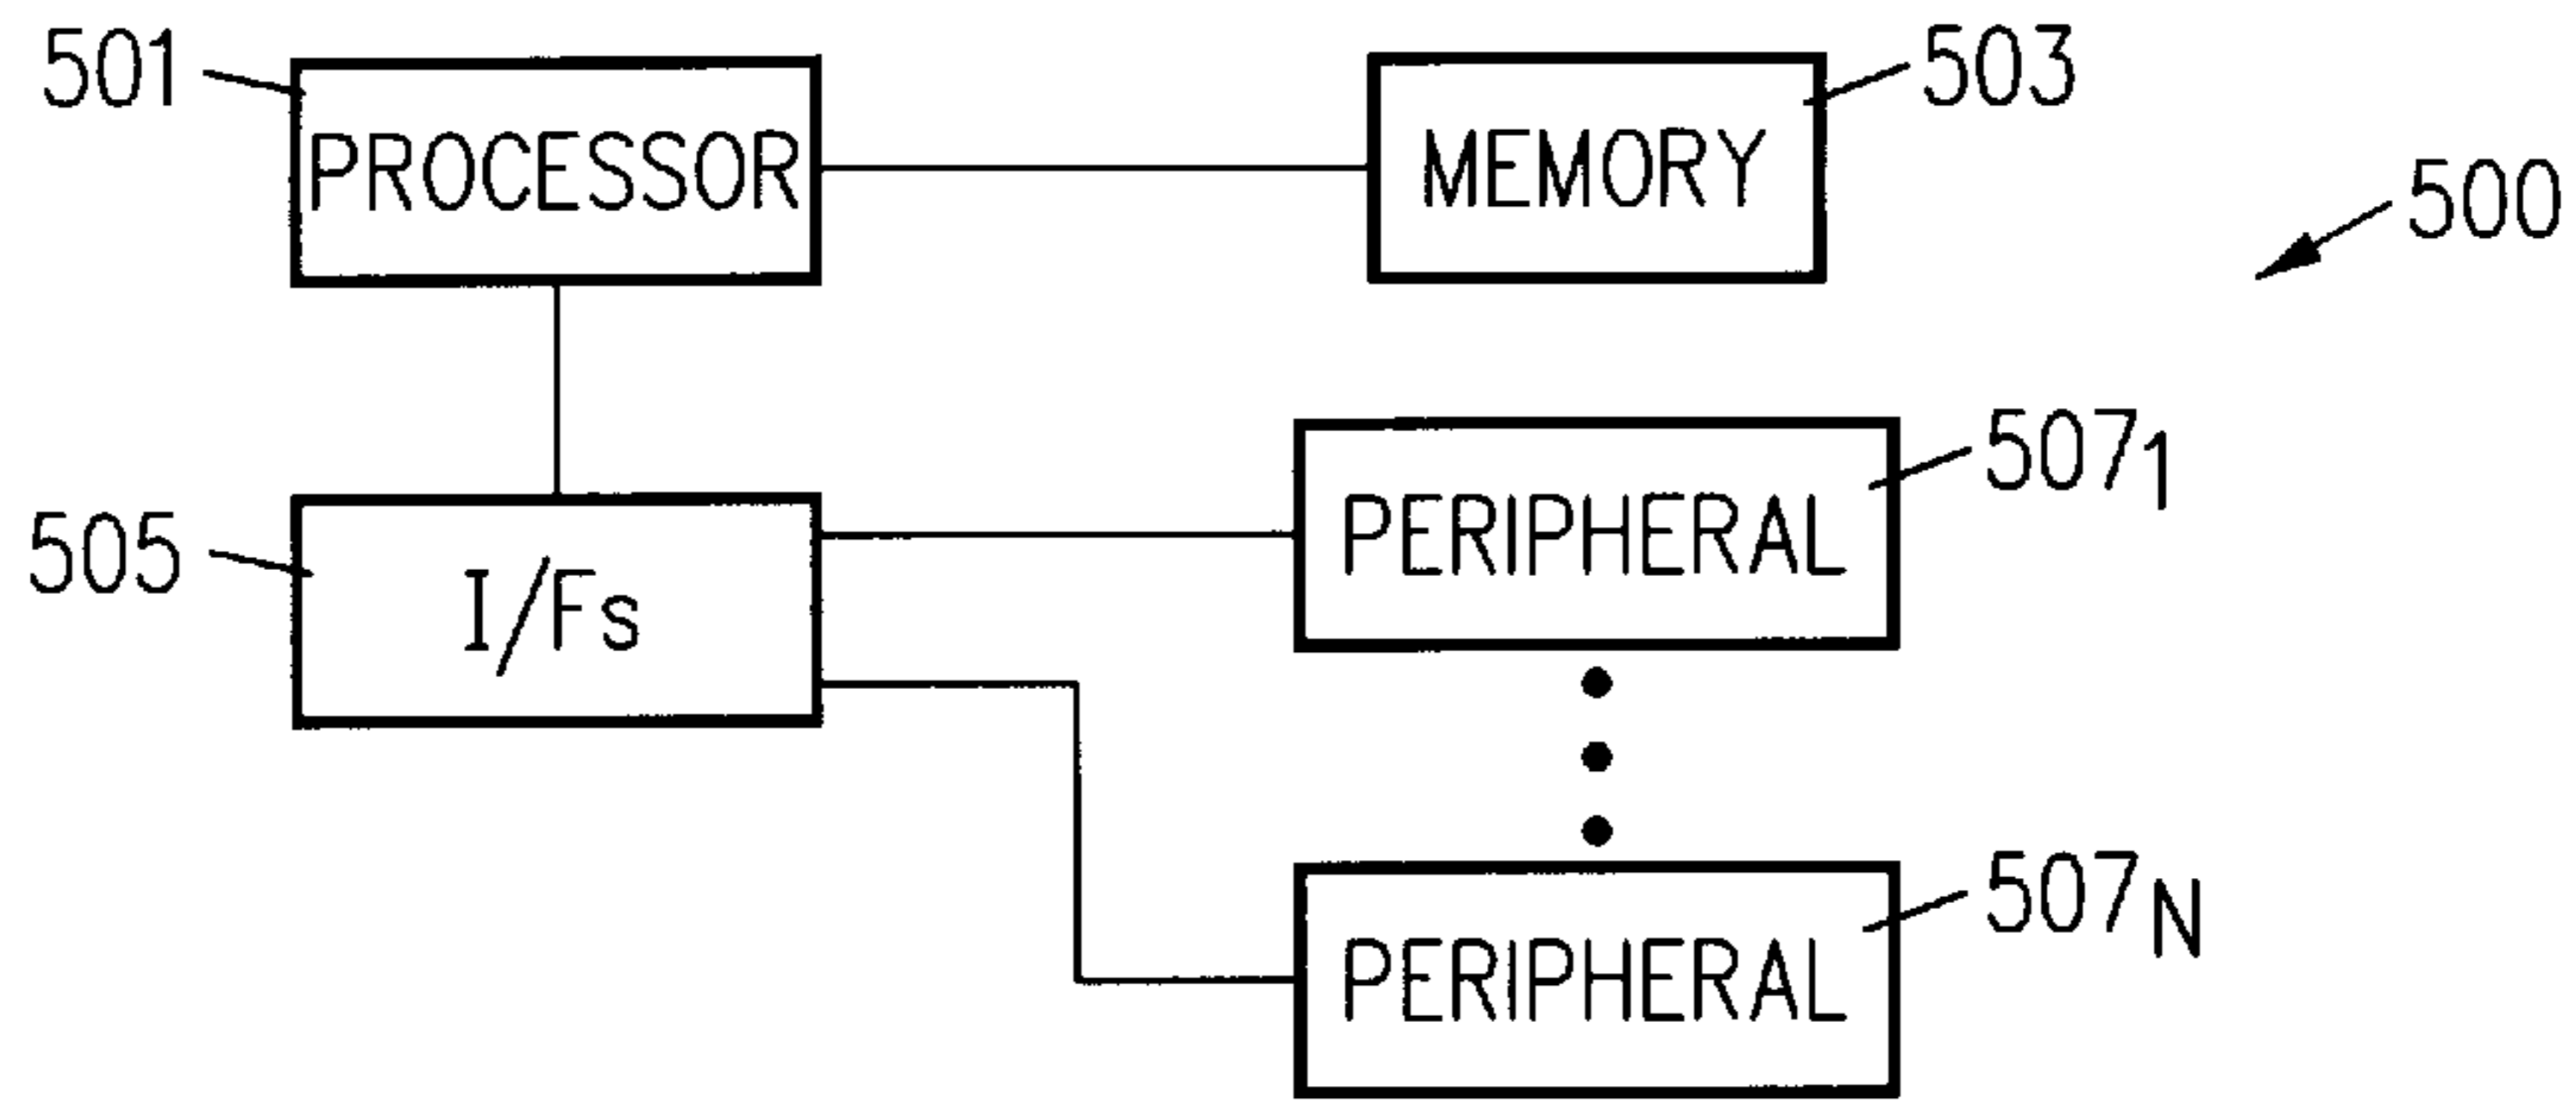 501
PROCESSOR
MEMORY
503
500
505
I/Fs
PERIPHERAL
507₁
PERIPHERAL
507N